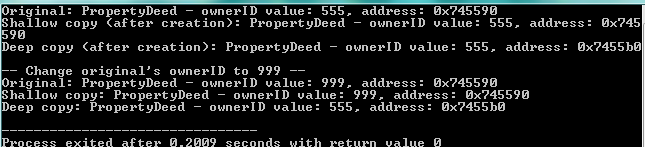 Original: PropertyDeed - ownerID value: 555, address: 0x745590
Shallow copy (after creation): PropertyDeed - ownerID value: 555, address: 0x745
590
Deep copy (after creation): PropertyDeed - ownerID value: 555, address: 0x7455b0
-- Change original's ownerID to 999 --
Original: PropertyDeed - ownerID value: 999, address: 0x745590
Shallow copy: PropertyDeed - ownerID value: 999, address: 0x745590
Deep copy: PropertyDeed - ownerID value: 555, address: 0x7455b0
--------------------------------
Process exited after 0.2009 seconds with return value 0